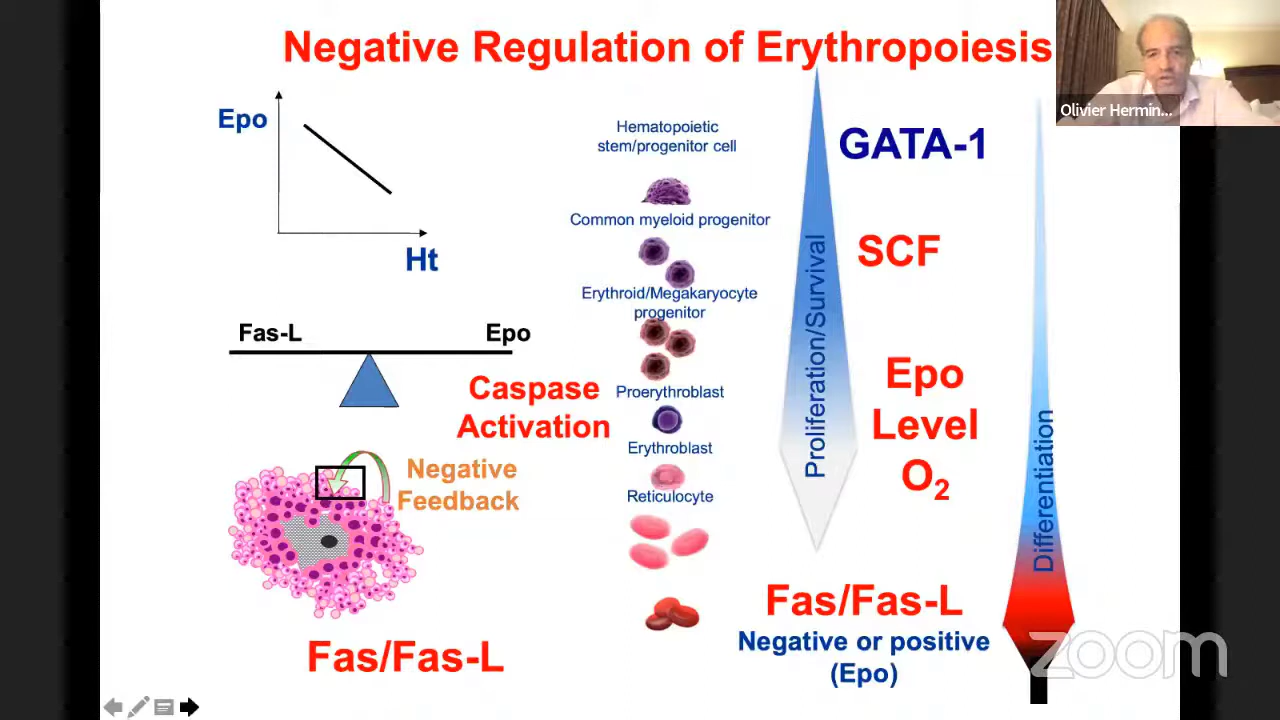 Negative Regulation of Erythropoiesis
Olivier Hermin...
Epo
Ht
Fas-L
Epo
Caspase
Activation
Negative
Feedback
Fas/Fas-L
Hematopoietic
stem/progenitor cell
Common myeloid progenitor
Erythroid/Megakaryocyte
progenitor
Proerythroblast
Erythroblast
Reticulocyte
Proliferation/Survival
GATA-1
SCF
Epo
Level
O2
Differentiation
Fas/Fas-L
Negative or positive
(Epo)
zoom